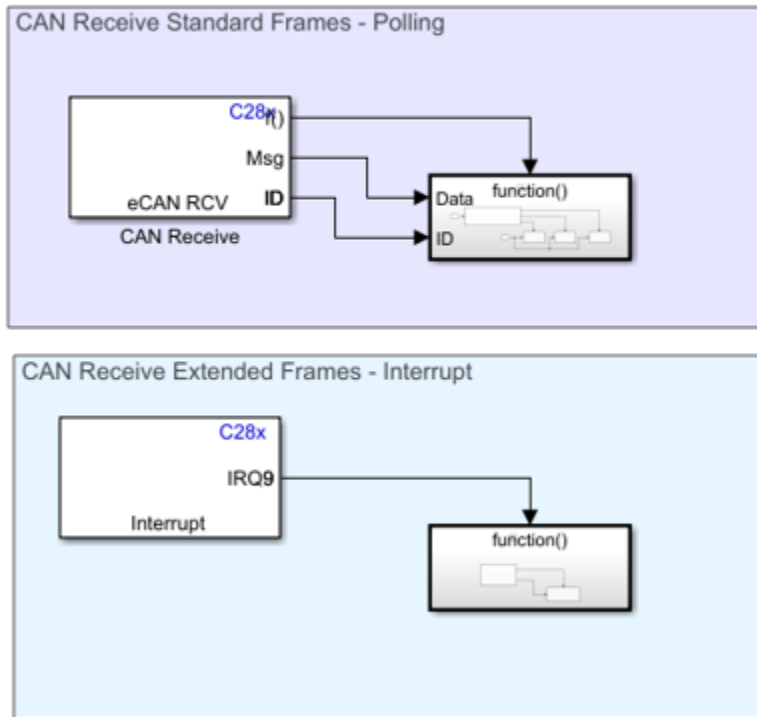 CAN Receive Standard Frames - Polling
C28x
f()
Msg
eCAN RCV
ID
CAN Receive
function()
Data
ID
CAN Receive Extended Frames - Interrupt
C28x
IRQ9
Interrupt
function()